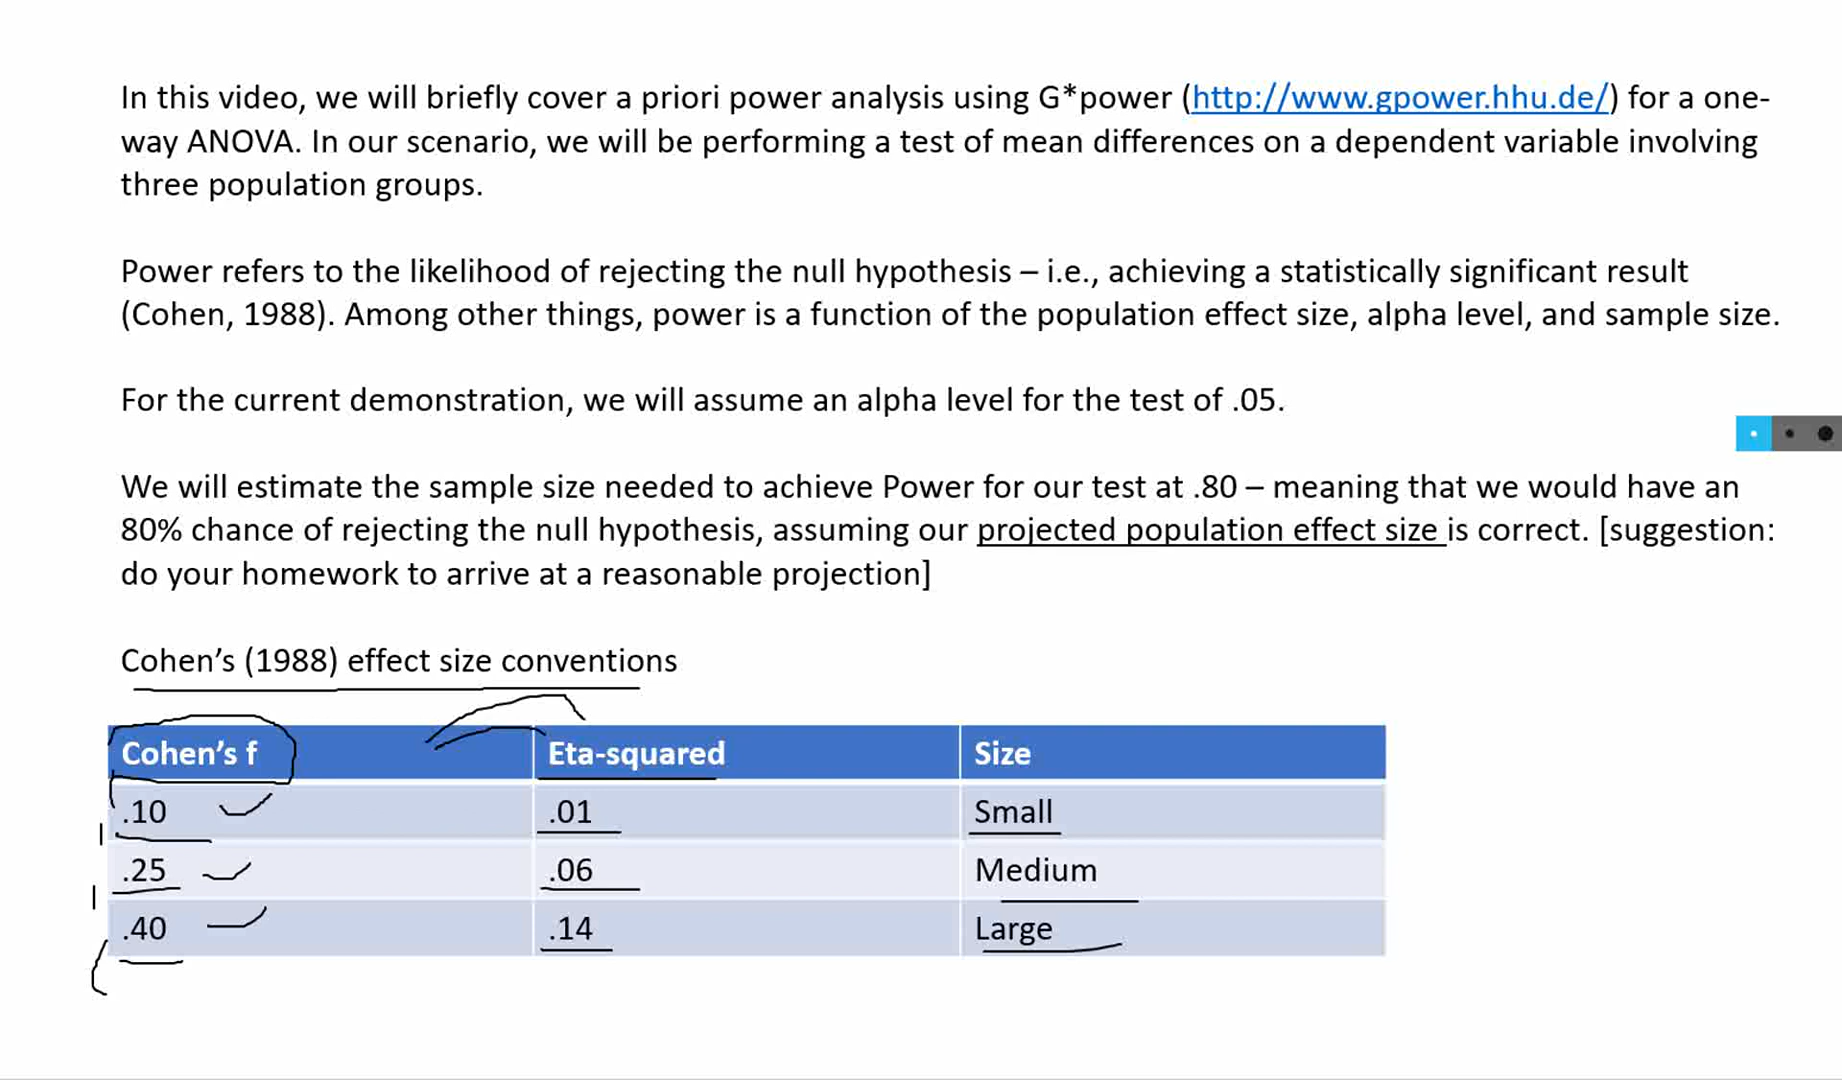 In this video, we will briefly cover a priori power analysis using G*power (http://www.gpower.hhu.de/) for a one-
way ANOVA. In our scenario, we will be performing a test of mean differences on a dependent variable involving
three population groups.
Power refers to the likelihood of rejecting the null hypothesis – i.e., achieving a statistically significant result
(Cohen, 1988). Among other things, power is a function of the population effect size, alpha level, and sample size.
For the current demonstration, we will assume an alpha level for the test of .05.
We will estimate the sample size needed to achieve Power for our test at .80 – meaning that we would have an
80% chance of rejecting the null hypothesis, assuming our projected population effect size is correct. [suggestion:
do your homework to arrive at a reasonable projection]
Cohen’s (1988) effect size conventions
Cohen’s f Eta-squared Size
.10 .01 Small
.25 .06 Medium
.40 .14 Large